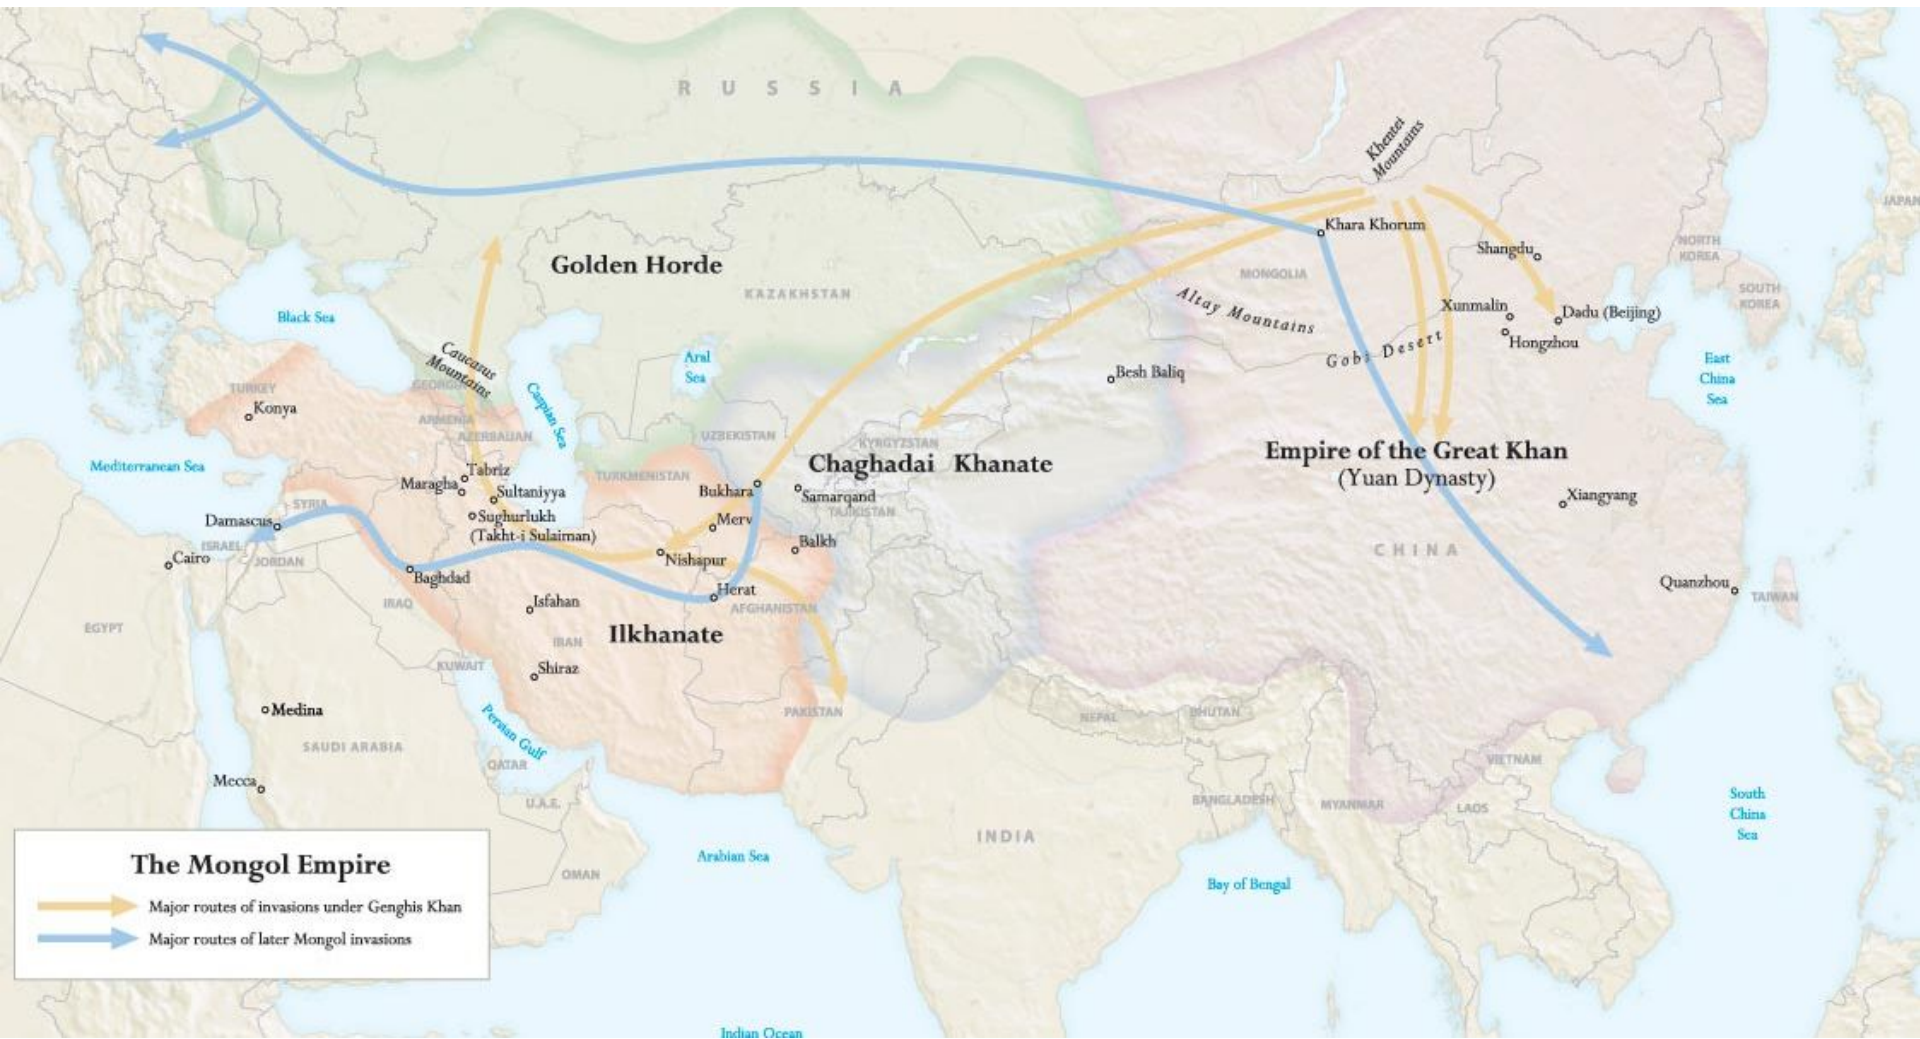 RUSSIA
Khentei
Mountains
JAPAN
Khara Khorum
Shangdu
NORTH
KOREA
Golden Horde
MONGOLIA
KAZAKHSTAN
SOUTH
KOREA
Altay Mountains
Xunmalin
Dadu (Beijing)
Black Sea
Hongzhou
Gobi Desert
Caucasus
Mountains
Aral
Sea
East
China
Sea
Besh Baliq
TURKEY
GEORGIA
Konya
Caspian Sea
ARMENIA
AZERBAIJAN
UZBEKISTAN
KYRGYZSTAN
Empire of the Great Khan
(Yuan Dynasty)
Mediterranean Sea
Chaghadai Khanate
Tabriz
TURKMENISTAN
Maragha
Sultaniyya
Bukhara
Samarqand
Xiangyang
SYRIA
TAJIKISTAN
Damascus
Sughurlukh
(Takht-i Sulaiman)
Merv
ISRAEL
Balkh
CHINA
Cairo
JORDAN
Nishapur
Baghdad
Quanzhou
Herat
TAIWAN
IRAQ
Isfahan
AFGHANISTAN
EGYPT
Ilkhanate
IRAN
KUWAIT
Shiraz
Medina
PAKISTAN
NEPAL
BHUTAN
Persian Gulf
SAUDI ARABIA
QATAR
VIETNAM
Mecca
U.A.E.
BANGLADESH
MYANMAR
LAOS
South
China
Sea
INDIA
Arabian Sea
OMAN
Bay of Bengal
The Mongol Empire
Major routes of invasions under Genghis Khan
Major routes of later Mongol invasions
Indian Ocean